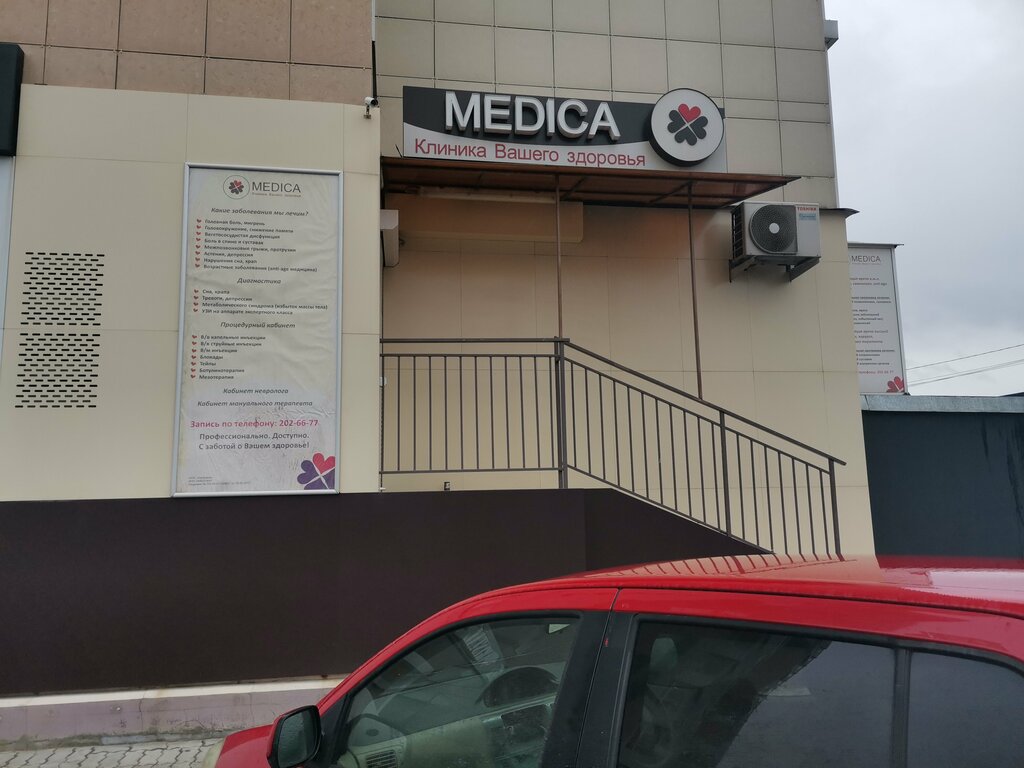 MEDICA
Клиника Вашего здоровья
MEDICA
Клиника Вашего здоровья
Какие заболевания мы лечим?
Головная боль, мигрень
Головокружение, снижение памяти
Вегетососудистая дисфункция
Боль в спине и суставах
Межпозвонковые грыжи, протрузии
Астения, депрессия
Нарушения сна, храп
Возрастные заболевания (anti-age медицина)
Диагностика
Сна, храпа
Тревоги, депрессии
Метаболического синдрома (избыток массы тела)
УЗИ на аппарате экспертного класса
Процедурный кабинет
В/в капельные инъекции
В/в струйные инъекции
В/м инъекции
Блокады
Тейпы
Ботулинотерапия
Мезотерапия
Кабинет невролога
Кабинет мануального терапевта
Запись по телефону: 202-66-77
Профессионально. Доступно.
С заботой о Вашем здоровье!
TOSHIBA
MEDICA